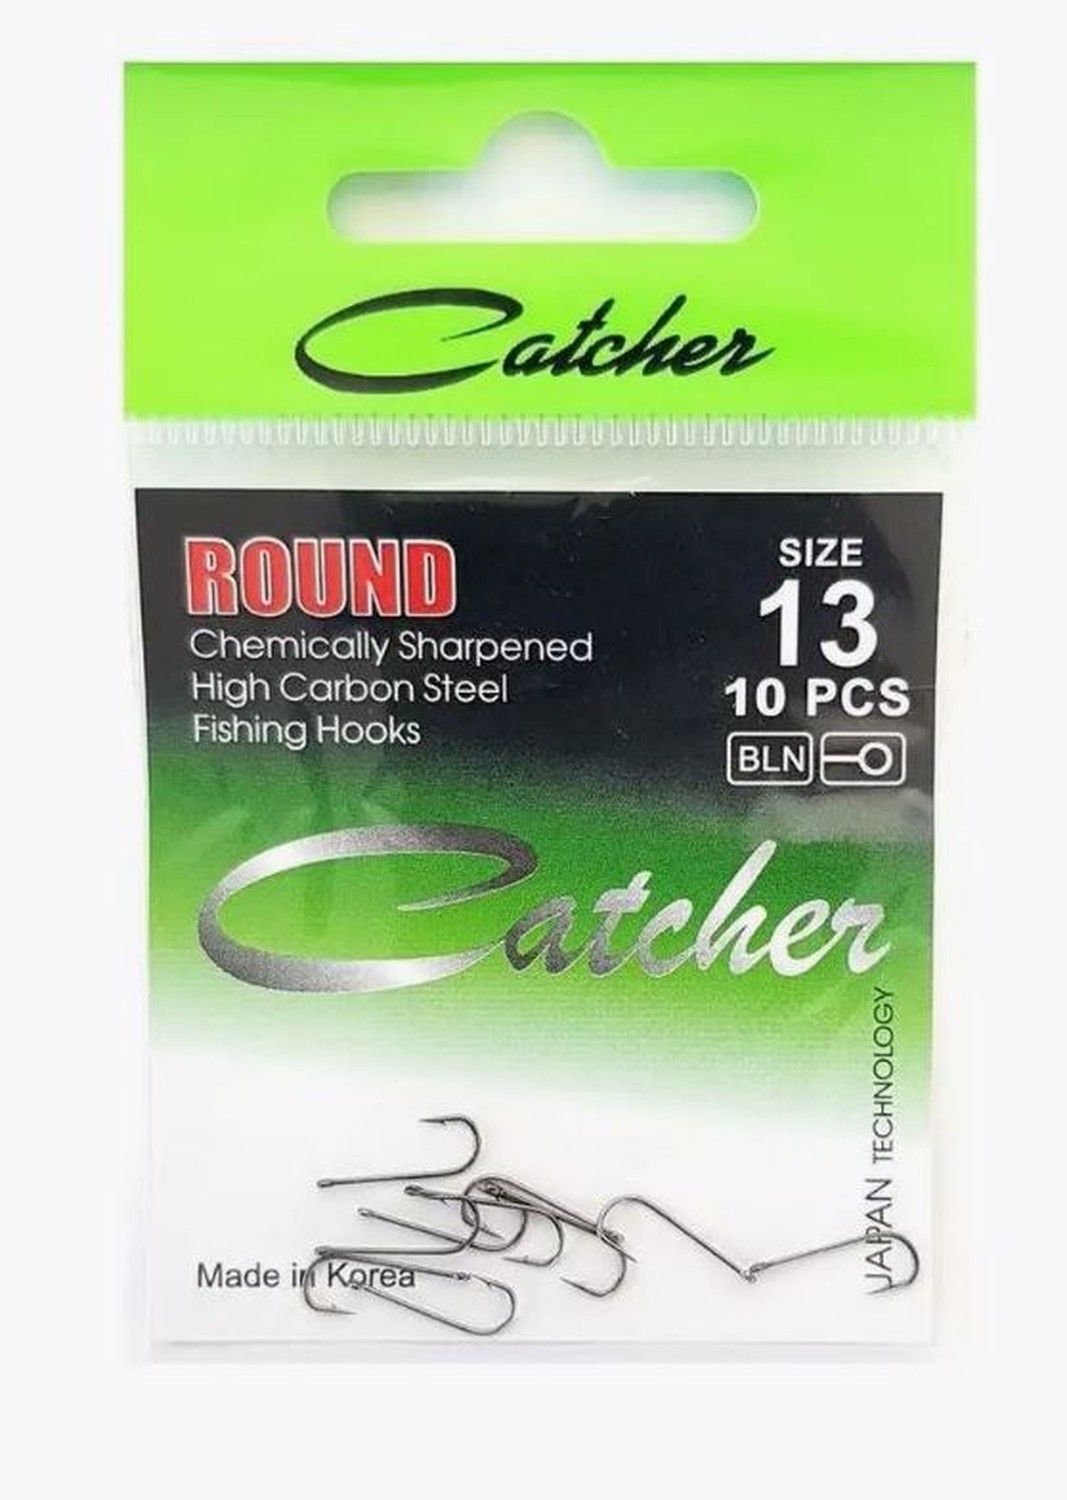 Catcher
ROUND
Chemically Sharpened
High Carbon Steel
Fishing Hooks
SIZE
13
10 PCS
BLN
Catcher
JAPAN TECHNOLOGY
Made in Korea